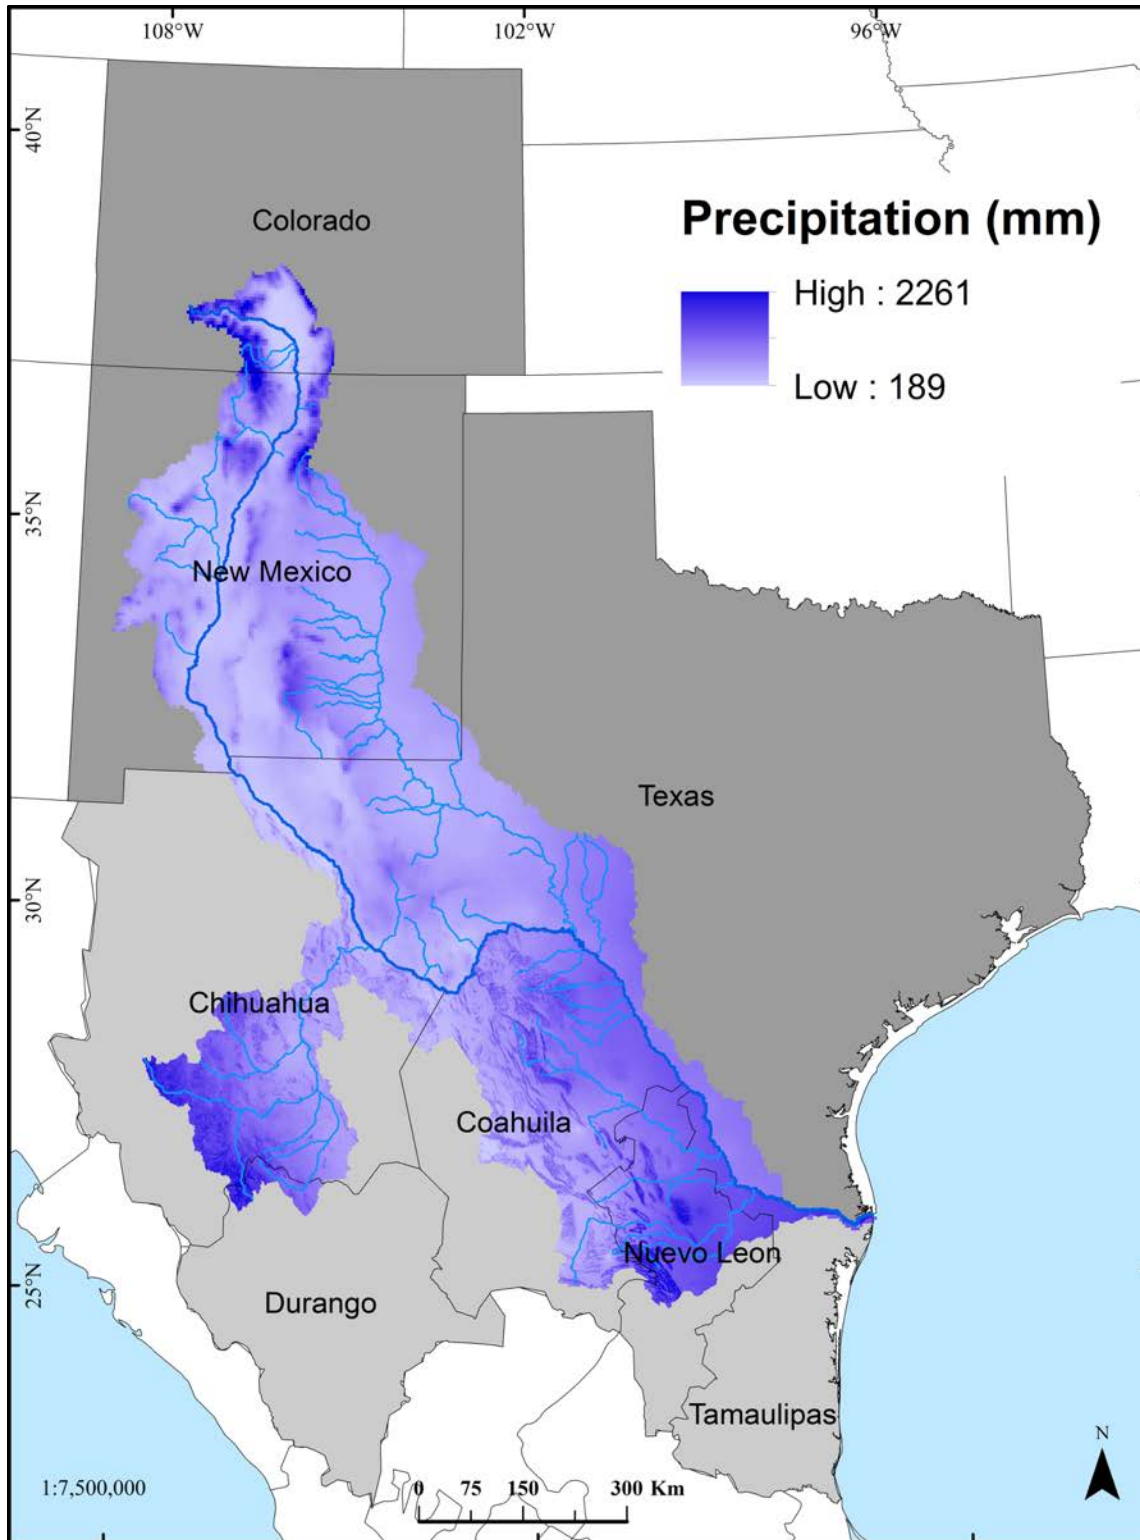 108°W 102°W 96°W
40°N
Colorado
Precipitation (mm)
High : 2261
Low : 189
35°N
New Mexico
Texas
30°N
Chihuahua
Coahuila
Nuevo Leon
25°N
Durango
Tamaulipas
N
1:7,500,000
0 75 150 300 Km